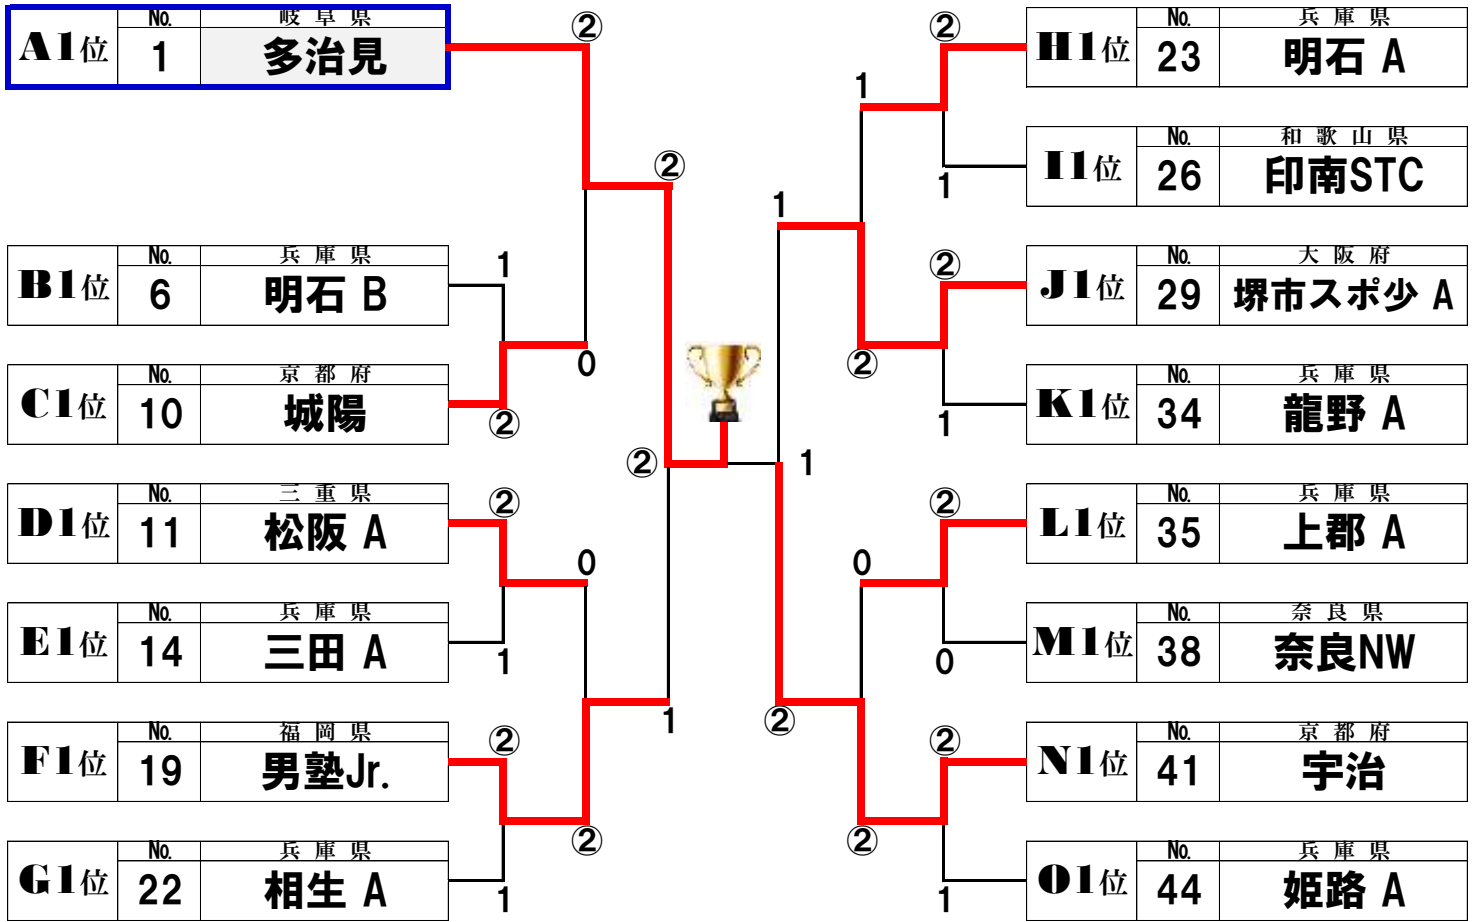 A1位 No. 1 岐阜県 多治見
B1位 No. 6 兵庫県 明石 B
C1位 No. 10 京都府 城陽
D1位 No. 11 三重県 松阪 A
E1位 No. 14 兵庫県 三田 A
F1位 No. 19 福岡県 男塾Jr.
G1位 No. 22 兵庫県 相生 A
②
②
1
0
②
②
②
0
1
1
②
②
1
②
1
1
②
1
1
②
②
1
②
0
0
②
②
②
1
H1位 No. 23 兵庫県 明石 A
I1位 No. 26 和歌山県 印南STC
J1位 No. 29 大阪府 堺市スポ少 A
K1位 No. 34 兵庫県 龍野 A
L1位 No. 35 兵庫県 上郡 A
M1位 No. 38 奈良県 奈良NW
N1位 No. 41 京都府 宇治
O1位 No. 44 兵庫県 姫路 A